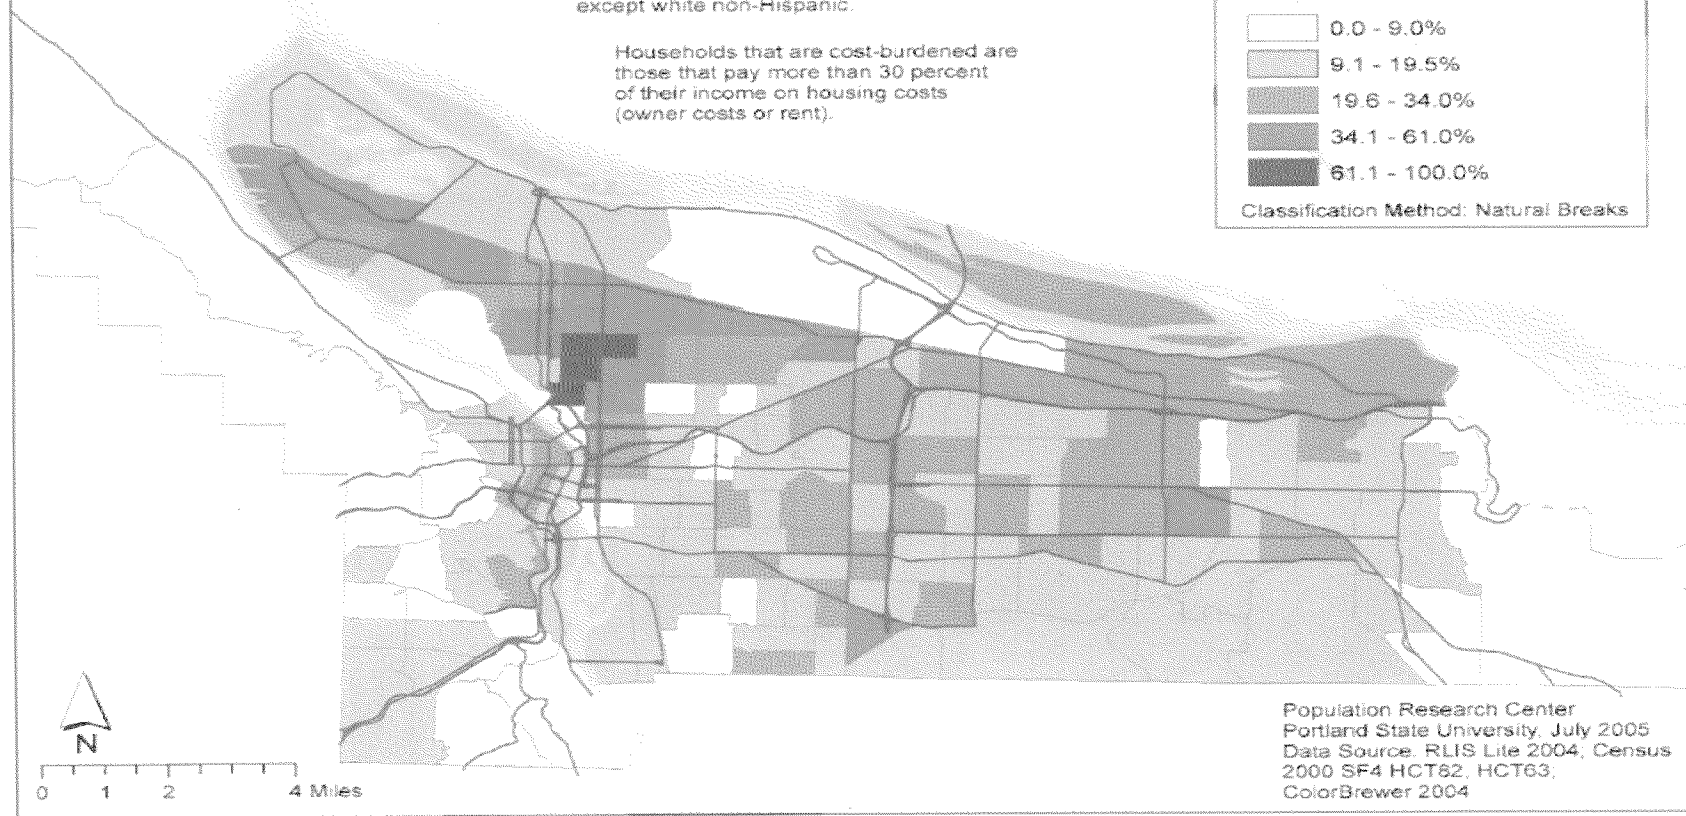 except white non-Hispanic.
Households that are cost-burdened are
those that pay more than 30 percent
of their income on housing costs
(owner costs or rent).
0.0 - 9.0%
9.1 - 19.5%
19.6 - 34.0%
34.1 - 61.0%
61.1 - 100.0%
Classification Method: Natural Breaks
N
0 1 2 4 Miles
Population Research Center
Portland State University, July 2005
Data Source: RLIS Lite 2004; Census
2000 SF4 HCT82, HCT63;
ColorBrewer 2004